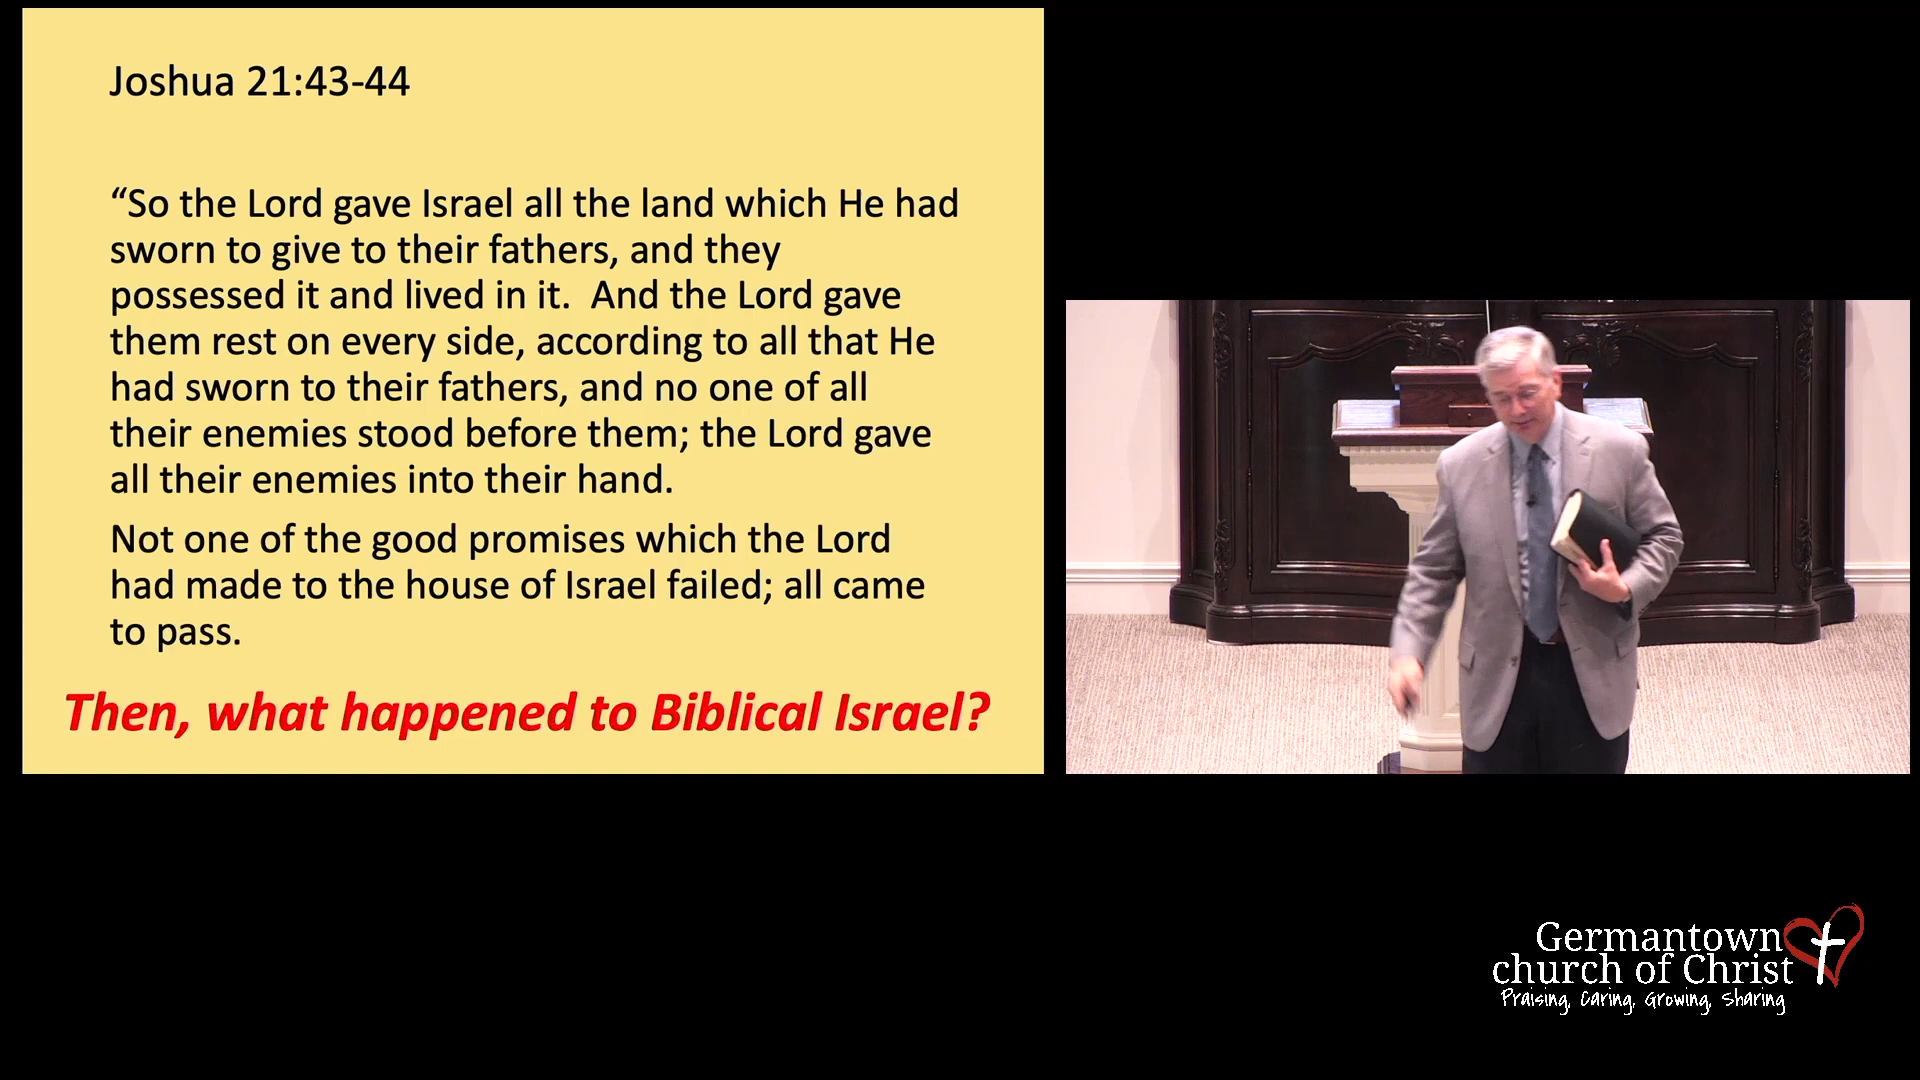 Joshua 21:43-44
“So the Lord gave Israel all the land which He had
sworn to give to their fathers, and they
possessed it and lived in it.  And the Lord gave
them rest on every side, according to all that He
had sworn to their fathers, and no one of all
their enemies stood before them; the Lord gave
all their enemies into their hand.
Not one of the good promises which the Lord
had made to the house of Israel failed; all came
to pass.
Then, what happened to Biblical Israel?
Germantown
church of Christ
Praising, Caring, Growing, Sharing